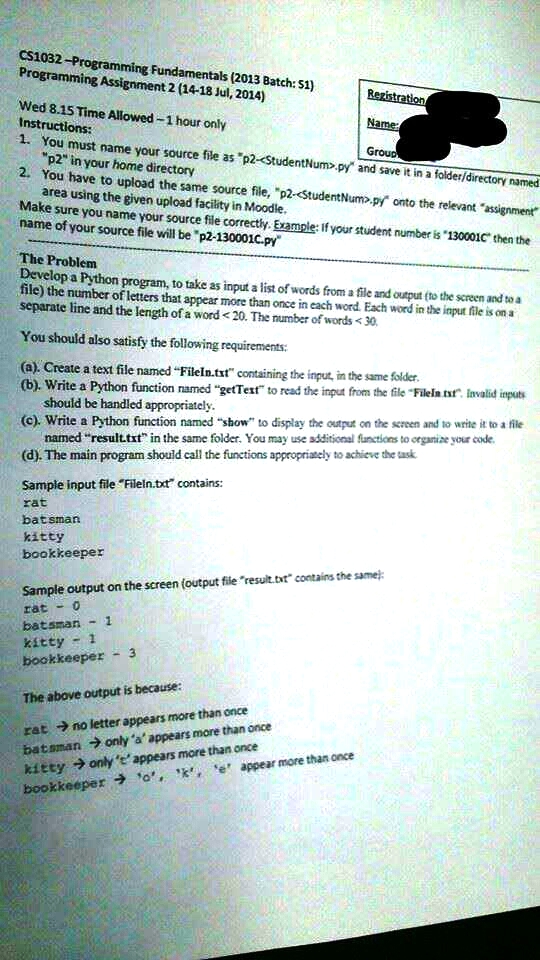 CS1032 –Programming Fundamentals (2013 Batch: S1)
Programming Assignment 2 (14-18 Jul, 2014)
Registration
Name:
Group
Wed 8.15 Time Allowed – 1 hour only
Instructions:
1. You must name your source file as "p2-<StudentNum>.py" and save it in a folder/directory named
"p2" in your home directory
2. You have to upload the same source file, "p2-<StudentNum>.py" onto the relevant "assignment"
area using the given upload facility in Moodle.
Make sure you name your source file correctly. Example: If your student number is "130001C" then the
name of your source file will be "p2-130001C.py"
The Problem
Develop a Python program, to take as input a list of words from a file and output (to the screen and to a
file) the number of letters that appear more than once in each word. Each word in the input file is on a
separate line and the length of a word < 20. The number of words < 30.
You should also satisfy the following requirements:
(a). Create a text file named “FileIn.txt” containing the input, in the same folder.
(b). Write a Python function named “getText” to read the input from the file “FileIn.txt”. Invalid inputs
should be handled appropriately.
(c). Write a Python function named “show” to display the output on the screen and to write it to a file
named “result.txt” in the same folder. You may use additional functions to organize your code.
(d). The main program should call the functions appropriately to achieve the task.
Sample input file “FileIn.txt” contains:
rat
batsman
kitty
bookkeeper
Sample output on the screen (output file “result.txt” contains the same):
rat - 0
batsman - 1
kitty - 1
bookkeeper - 3
The above output is because:
rat → no letter appears more than once
batsman → only ‘a’ appears more than once
kitty → only ‘t’ appears more than once
bookkeeper → ‘o’, ‘k’, ‘e’ appear more than once